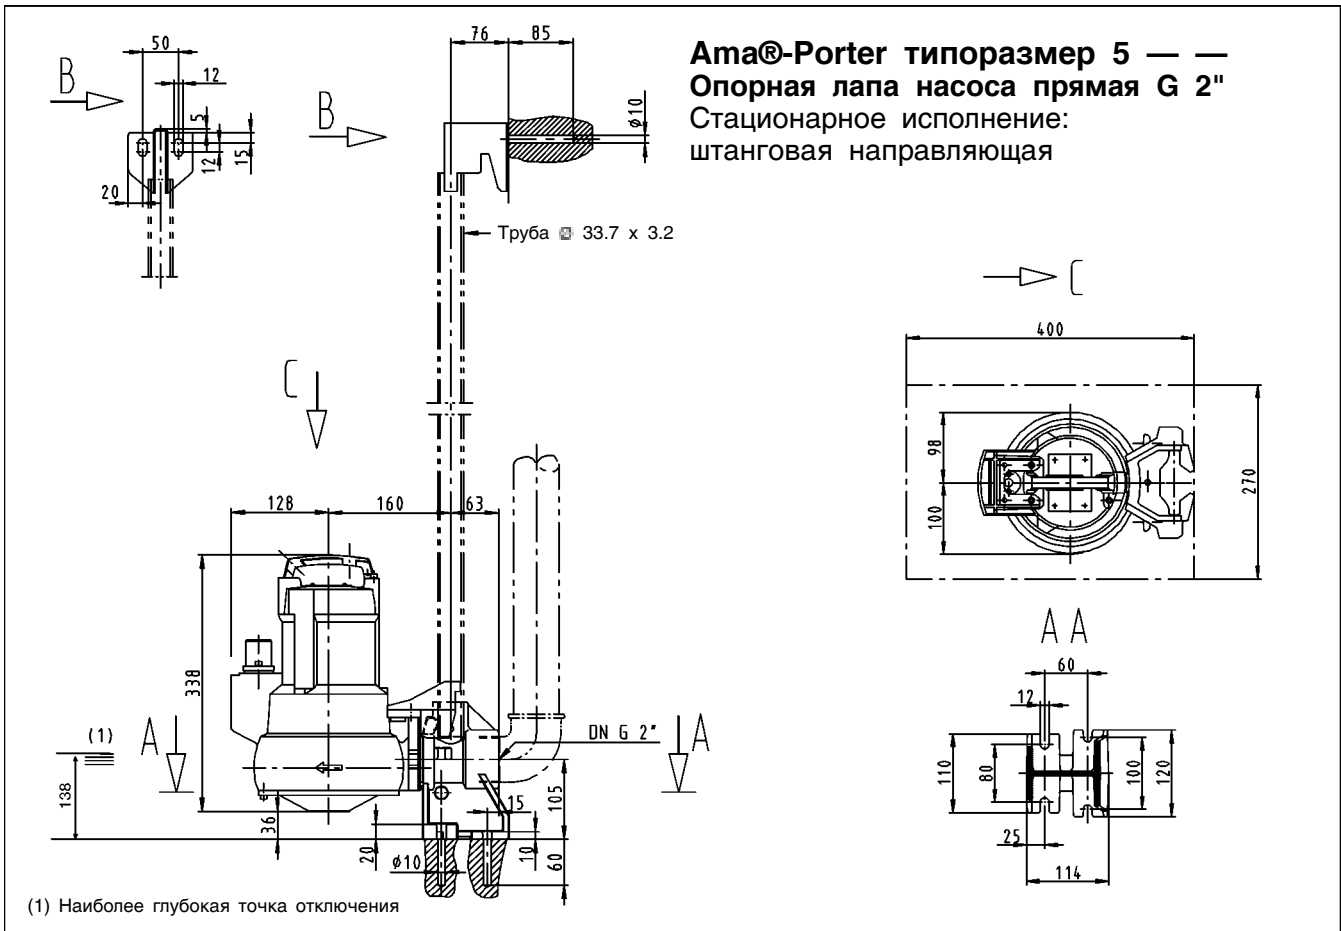 Ama®-Porter типоразмер 5 — —
Опорная лапа насоса прямая G 2"
Стационарное исполнение:
штанговая направляющая
B
50
12
5
12
15
20
B
76
85
ø10
Труба 33.7 x 3.2
C
400
98
100
270
C
128
160
63
338
(1)
138
A
36
20
ø10
15
10
60
105
DN G 2"
A
A A
60
12
110
80
100
120
25
114
(1) Наиболее глубокая точка отключения